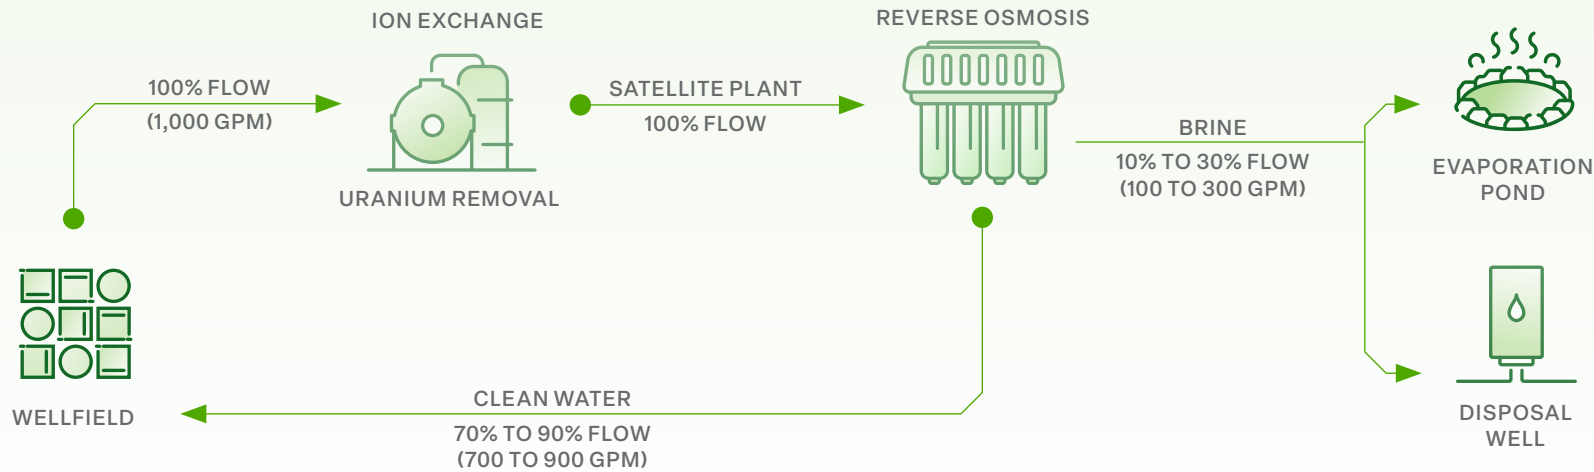 ION EXCHANGE
REVERSE OSMOSIS
100% FLOW
(1,000 GPM)
SATELLITE PLANT
100% FLOW
BRINE
10% TO 30% FLOW
(100 TO 300 GPM)
EVAPORATION
POND
URANIUM REMOVAL
WELLFIELD
CLEAN WATER
70% TO 90% FLOW
(700 TO 900 GPM)
DISPOSAL
WELL